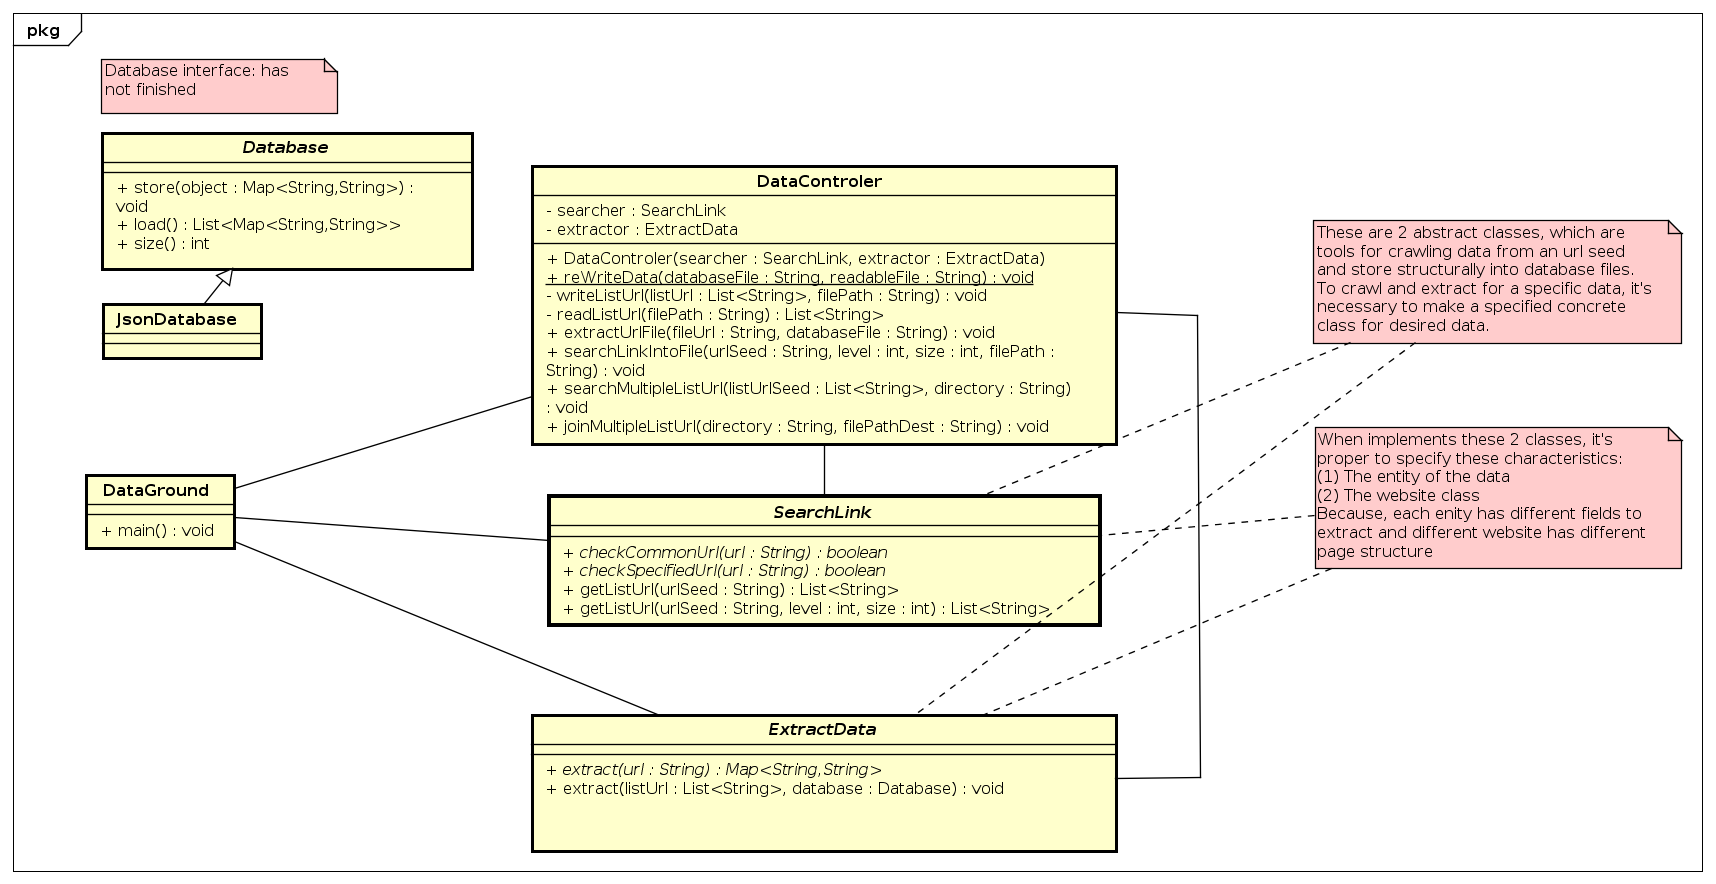 pkg
Database interface: has
not finished
Database
+ store(object : Map<String,String>) :
void
+ load() : List<Map<String,String>>
+ size() : int
JsonDatabase
DataControler
- searcher : SearchLink
- extractor : ExtractData
+ DataControler(searcher : SearchLink, extractor : ExtractData)
+ reWriteData(databaseFile : String, readableFile : String) : void
- writeListUrl(listUrl : List<String>, filePath : String) : void
- readListUrl(filePath : String) : List<String>
+ extractUrlFile(fileUrl : String, databaseFile : String) : void
+ searchLinkIntoFile(urlSeed : String, level : int, size : int, filePath :
String) : void
+ searchMultipleListUrl(listUrlSeed : List<String>, directory : String)
: void
+ joinMultipleListUrl(directory : String, filePathDest : String) : void
These are 2 abstract classes, which are
tools for crawling data from an url seed
and store structurally into database files.
To crawl and extract for a specific data, it's
necessary to make a specified concrete
class for desired data.
When implements these 2 classes, it's
proper to specify these characteristics:
(1) The entity of the data
(2) The website class
Because, each enity has different fields to
extract and different website has different
page structure
DataGround
+ main() : void
SearchLink
+ checkCommonUrl(url : String) : boolean
+ checkSpecifiedUrl(url : String) : boolean
+ getListUrl(urlSeed : String) : List<String>
+ getListUrl(urlSeed : String, level : int, size : int) : List<String>
ExtractData
+ extract(url : String) : Map<String,String>
+ extract(listUrl : List<String>, database : Database) : void